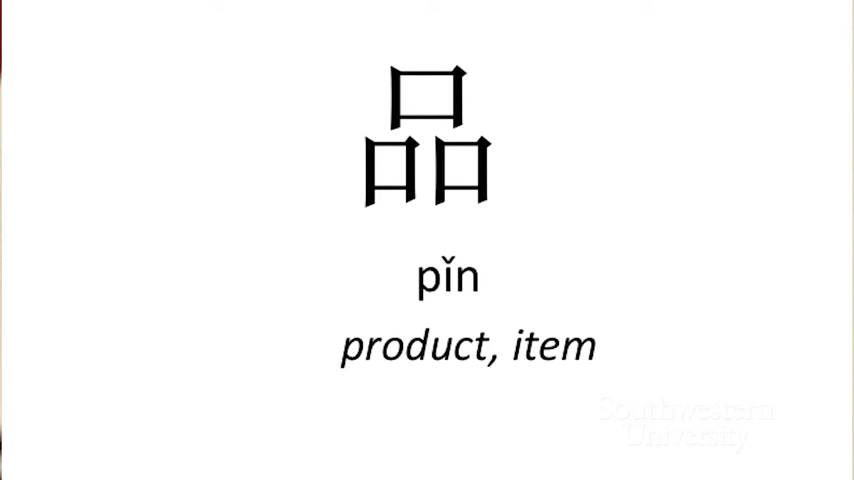 品
pǐn
product, item
Southwestern
University